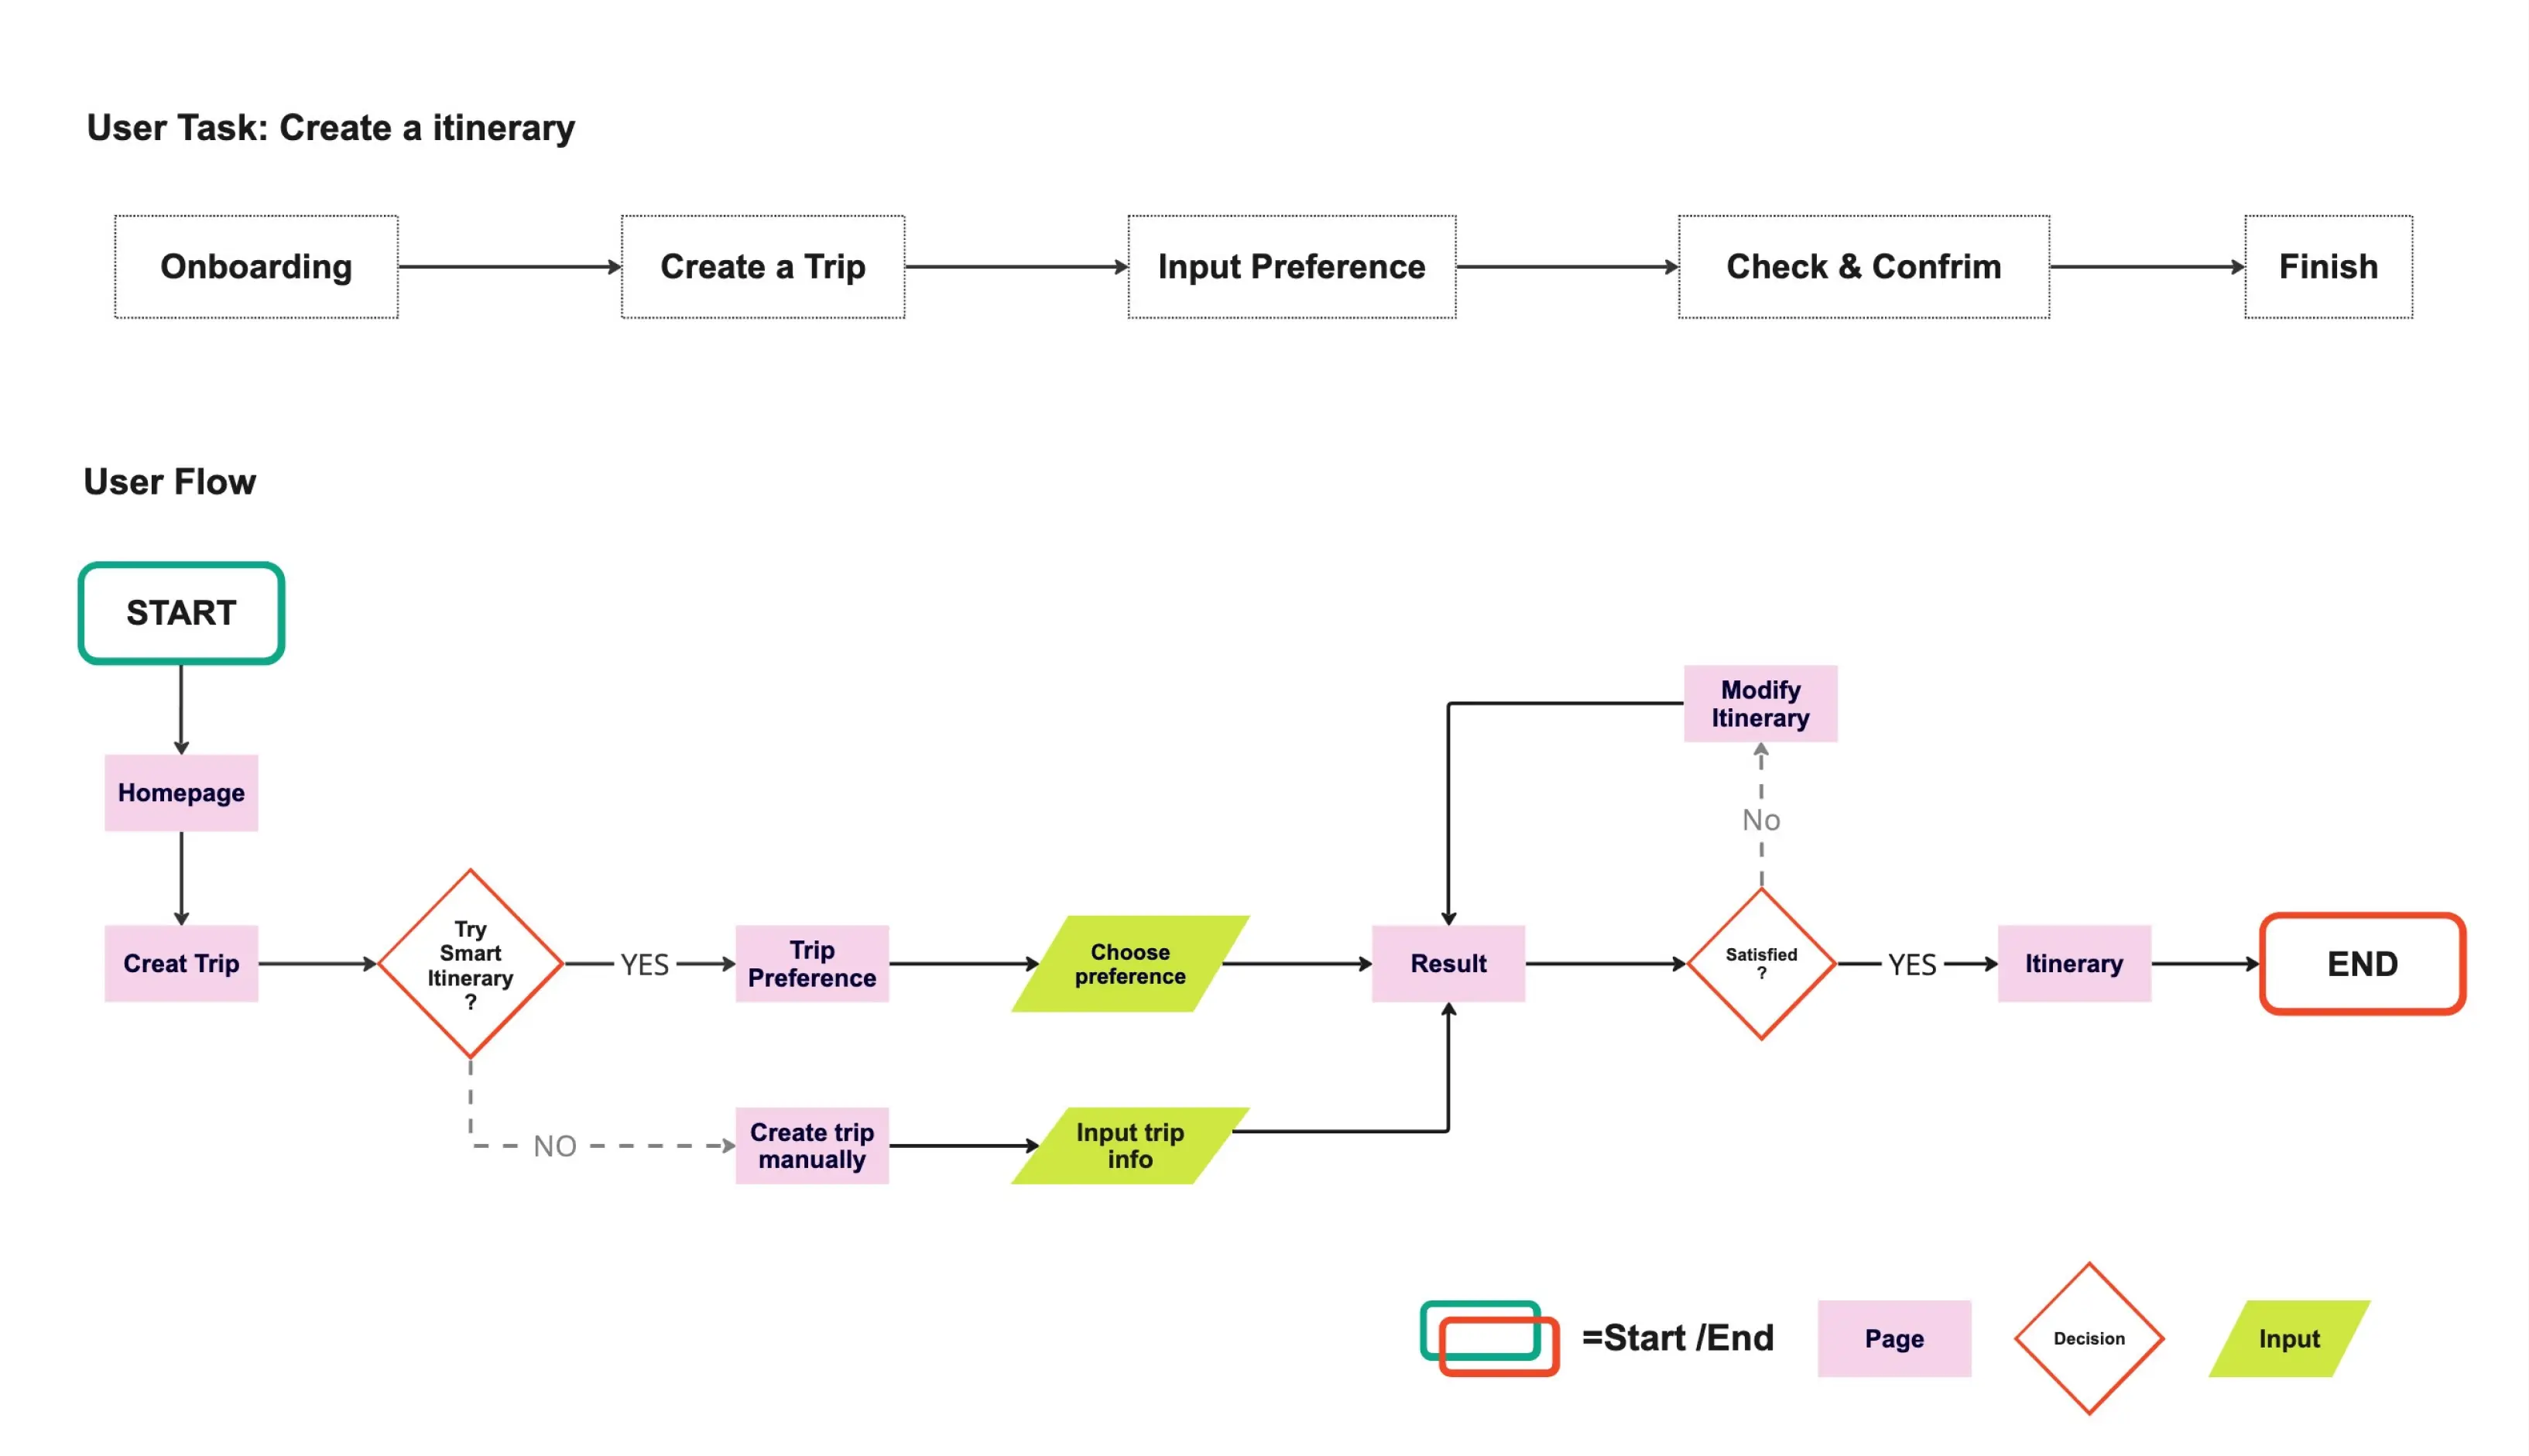 User Task: Create a itinerary
Onboarding
Create a Trip
Input Preference
Check & Confrim
Finish
User Flow
START
Homepage
Creat Trip
Try
Smart
Itinerary
?
YES
Trip
Preference
Choose
preference
Result
Modify
Itinerary
No
Satisfied
?
YES
Itinerary
END
NO
Create trip
manually
Input trip
info
=Start /End
Page
Decision
Input